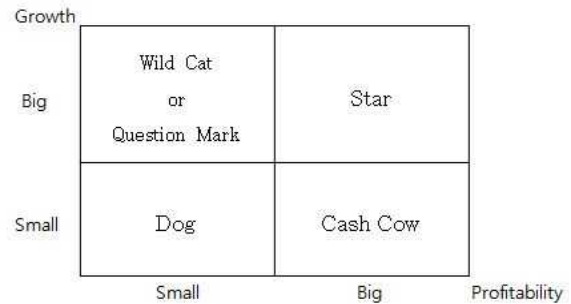 Growth
Big
Wild Cat
or
Question Mark
Star
Small
Dog
Cash Cow
Small
Big
Profitability